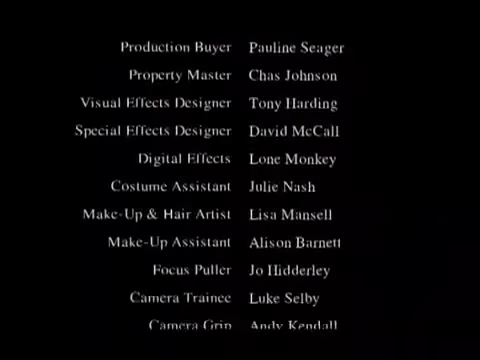 Production Buyer Pauline Seager
Property Master Chas Johnson
Visual Effects Designer Tony Harding
Special Effects Designer David McCall
Digital Effects Lone Monkey
Costume Assistant Julie Nash
Make-Up & Hair Artist Lisa Mansell
Make-Up Assistant Alison Barnett
Focus Puller Jo Hidderley
Camera Trainee Luke Selby
Camera Grip Andy Kendall